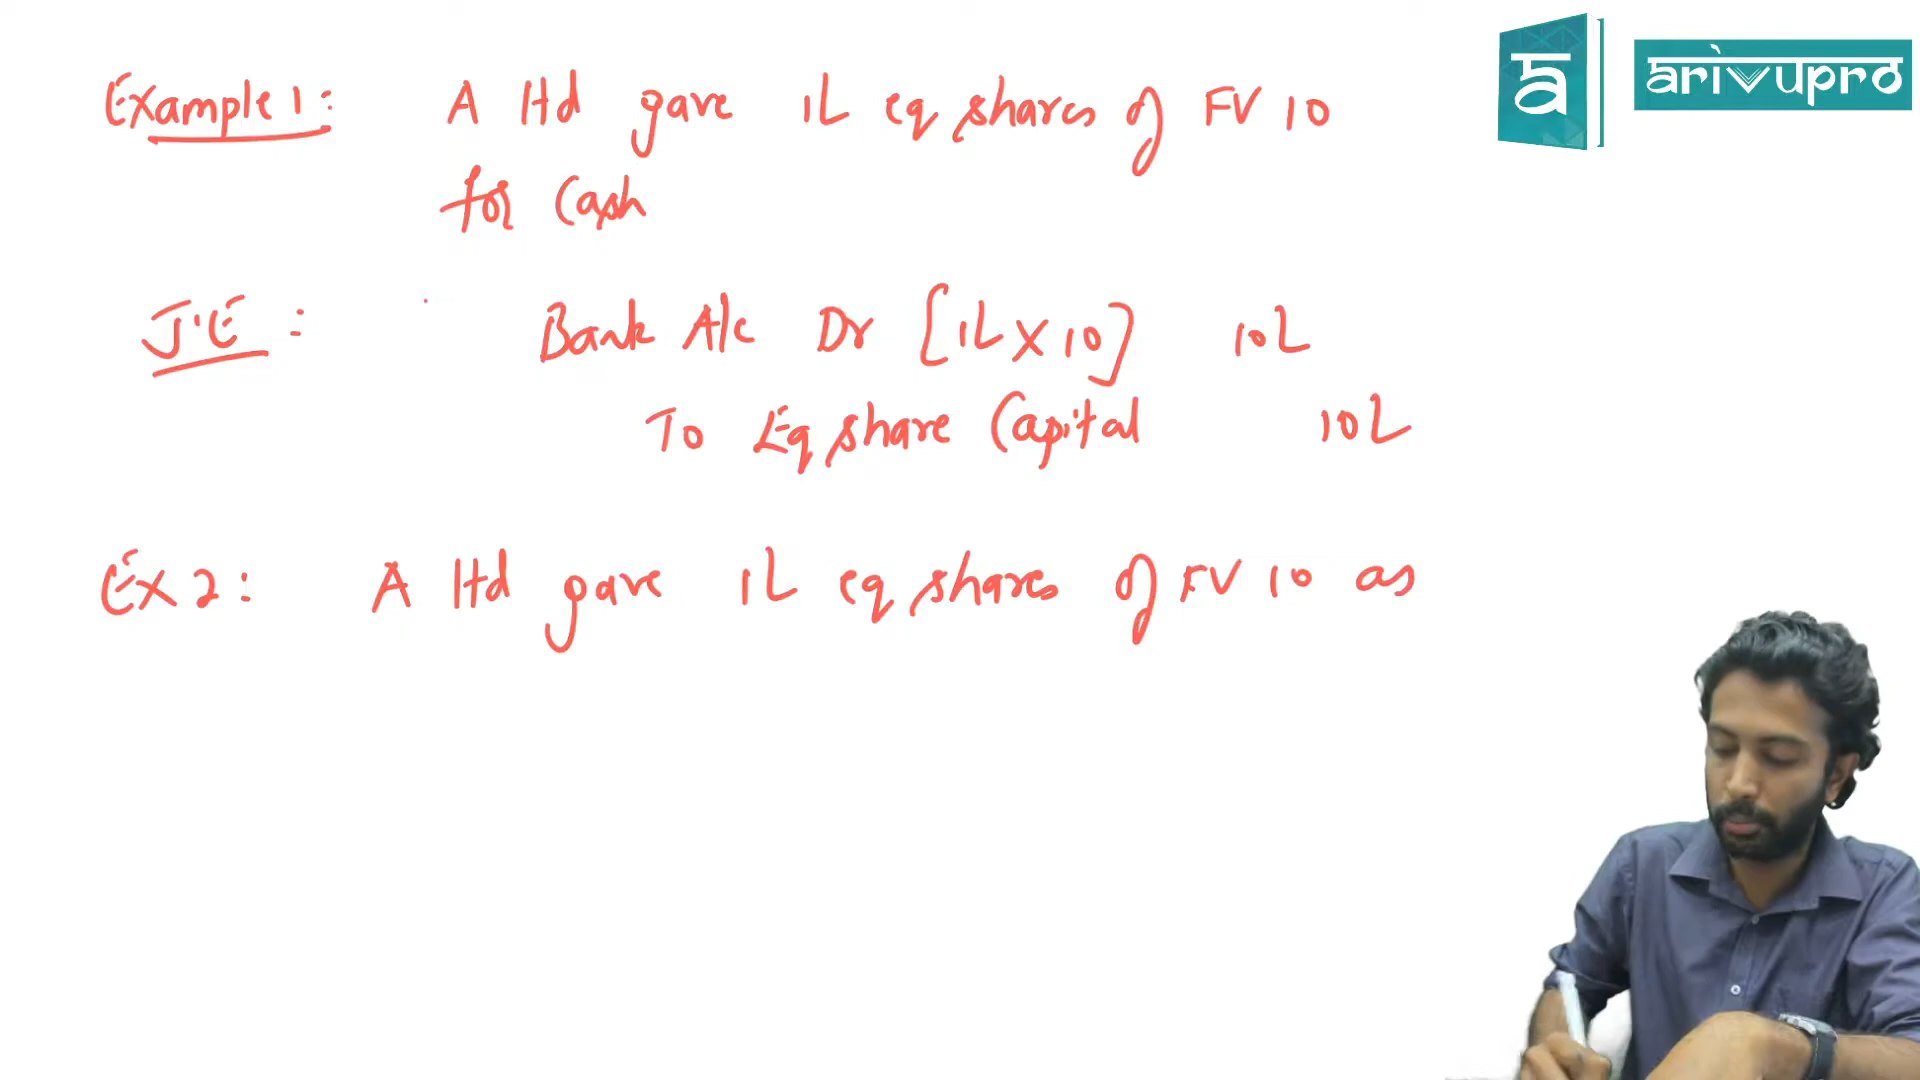 Example 1: A ltd gave 1L eq shares of FV 10
for Cash
J.E : Bank A/c Dr [1L X 10] 10L
To Eq share Capital 10L
Ex 2: A ltd gave 1L eq shares of FV 10 as
arivupro